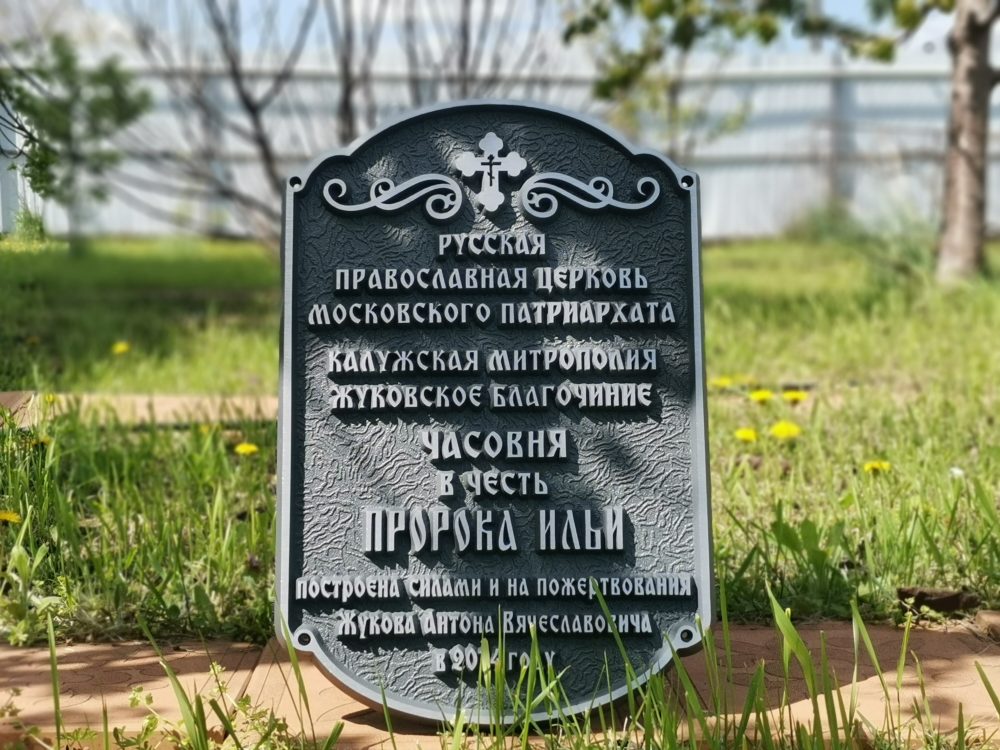 РУССКАЯ
ПРАВОСЛАВНАЯ ЦЕРКОВЬ
МОСКОВСКОГО ПАТРИАРХАТА
КАЛУЖСКАЯ МИТРОПОЛИЯ
ЖУКОВСКОЕ БЛАГОЧИНИЕ
ЧАСОВНЯ
В ЧЕСТЬ
ПРОРОКА ИЛЬИ
ПОСТРОЕНА СИЛАМИ И НА ПОЖЕРТВОВАНИЯ
ЖУКОВА АНТОНА ВЯЧЕСЛАВОВИЧА
В ГОДУ